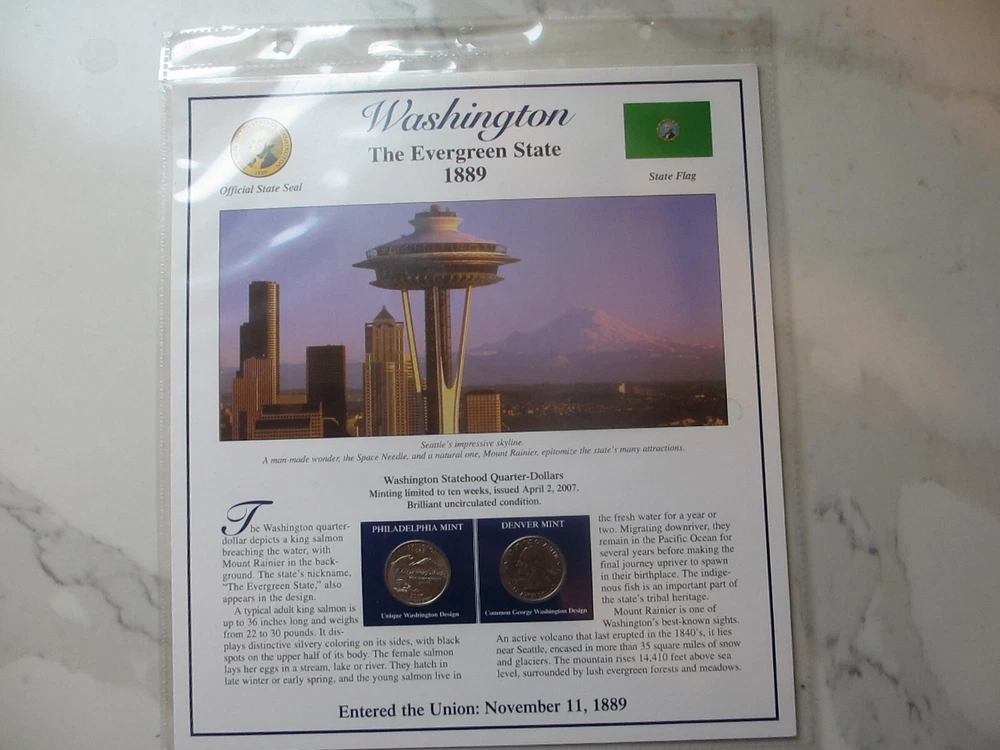 Washington
The Evergreen State
1889
Official State Seal
State Flag
Seattle's impressive skyline.
A man-made wonder, the Space Needle, and a natural one, Mount Rainier, epitomize the state's many attractions.
Washington Statehood Quarter-Dollars
Minting limited to ten weeks, issued April 2, 2007.
Brilliant uncirculated condition.
The Washington quarter-
dollar depicts a king salmon
breaching the water, with
Mount Rainier in the back-
ground. The state's nickname,
"The Evergreen State," also
appears in the design.
A typical adult king salmon is
up to 36 inches long and weighs
from 22 to 30 pounds. It dis-
plays distinctive silvery coloring on its sides, with black
spots on the upper half of its body. The female salmon
lays her eggs in a stream, lake or river. They hatch in
late winter or early spring, and the young salmon live in
PHILADELPHIA MINT
Unique Washington Design
DENVER MINT
Common George Washington Design
the fresh water for a year or
two. Migrating downriver, they
remain in the Pacific Ocean for
several years before making the
final journey upriver to spawn
in their birthplace. The indige-
nous fish is an important part of
the state's tribal heritage.
Mount Rainier is one of
Washington's best-known sights.
An active volcano that last erupted in the 1840's, it lies
near Seattle, encased in more than 35 square miles of snow
and glaciers. The mountain rises 14,410 feet above sea
level, surrounded by lush evergreen forests and meadows.
Entered the Union: November 11, 1889